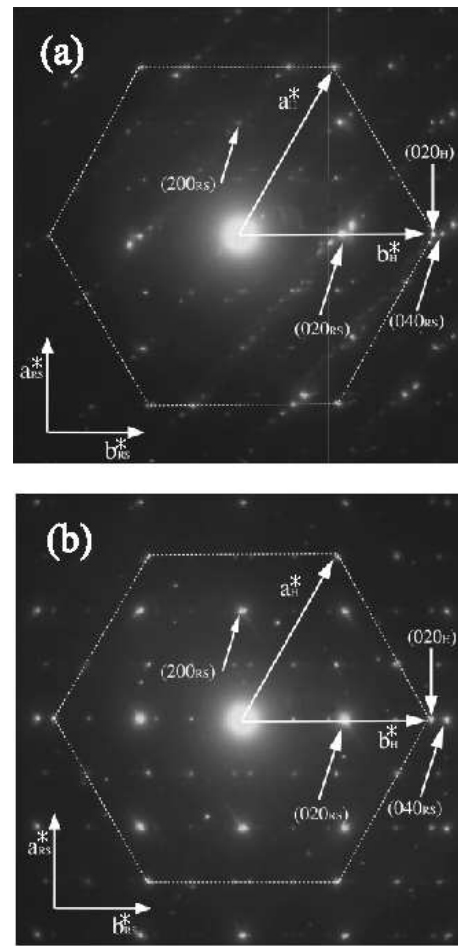 (a)
a*H
(020H)
(200RS)
b*H
(020RS)
(040RS)
a*RS
b*RS
(b)
a*H
(020H)
(200RS)
b*H
(020RS)
(040RS)
a*RS
b*RS